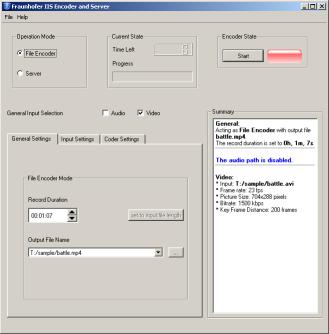 Fraunhofer IIS Encoder and Server
File Help
Operation Mode
File Encoder
Server
Current State
Time Left
Progress
Encoder State
Start
General Input Selection
Audio
Video
General Settings
Input Settings
Coder Settings
File Encoder Mode
Record Duration
00:01:07
set to input file length
Output File Name
T:/sample/battle.mp4
...
Summary
General:
Acting as File Encoder with output file
battle.mp4.
The record duration is set to 0h, 1m, 7s
The audio path is disabled.
Video:
* Input: T:/sample/battle.avi
* Frame rate: 23 fps
* Picture Size: 704x288 pixels
* Bitrate: 1500 kbps
* Key Frame Distance: 200 frames